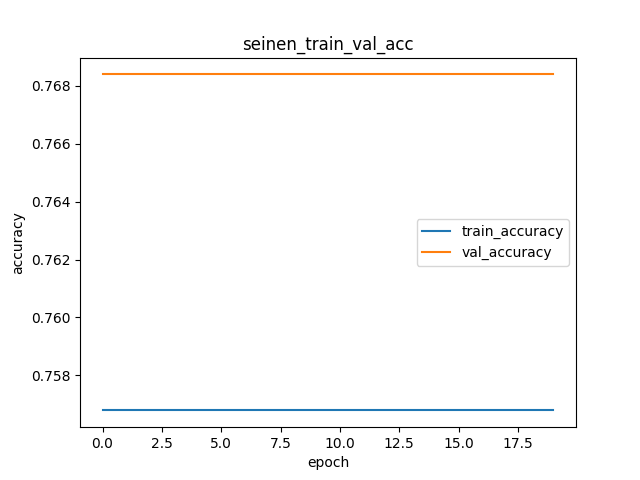 seinen_train_val_acc
accuracy
0.768
0.766
0.764
0.762
0.760
0.758
train_accuracy
val_accuracy
0.0 2.5 5.0 7.5 10.0 12.5 15.0 17.5
epoch